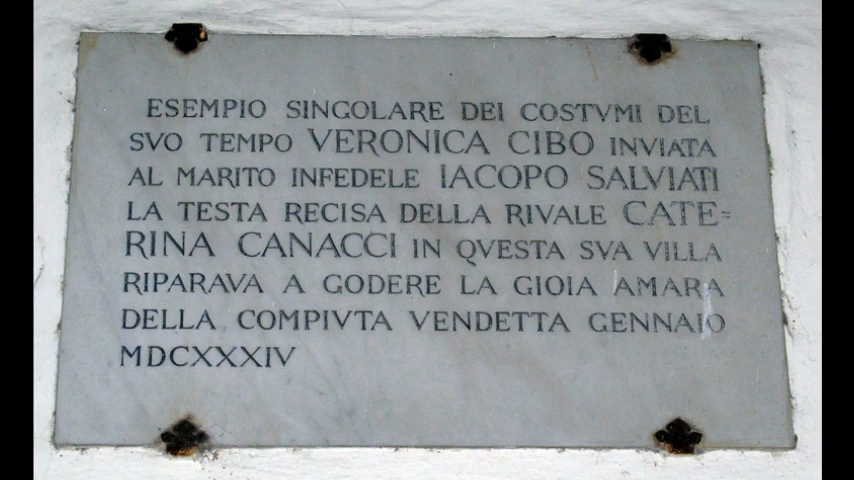 ESEMPIO SINGOLARE DEI COSTVMI DEL
SVO TEMPO VERONICA CIBO INVIATA
AL MARITO INFEDELE IACOPO SALVIATI
LA TESTA RECISA DELLA RIVALE CATE=
RINA CANACCI IN QVESTA SVA VILLA
RIPARAVA A GODERE LA GIOIA AMARA
DELLA COMPIVTA VENDETTA GENNAIO
MDCXXXIV